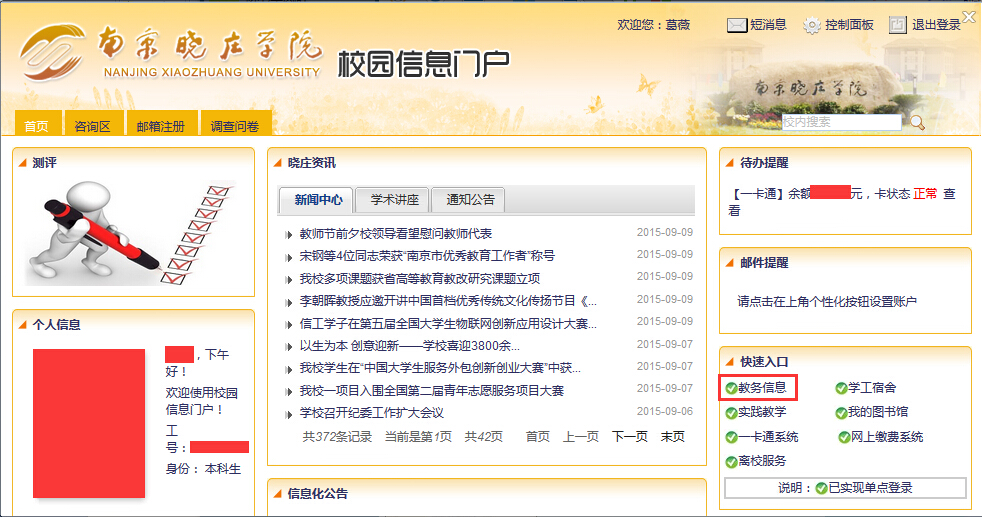 欢迎您：葛薇 短消息 控制面板 退出登录
南京晓庄学院
NANJING XIAOZHUANG UNIVERSITY
校园信息门户
南京晓庄学院
首页 咨询区 邮箱注册 调查问卷
校内搜索
测评
个人信息
，下午
好！
欢迎使用校园
信息门户！
工
号：
身份： 本科生
晓庄资讯
新闻中心 学术讲座 通知公告
教师节前夕校领导看望慰问教师代表 2015-09-09
宋钢等4位同志荣获“南京市优秀教育工作者”称号 2015-09-09
我校多项课题获省高等教育教改研究课题立项 2015-09-09
李朝晖教授应邀开讲中国首档优秀传统文化传扬节目《... 2015-09-09
信工学子在第五届全国大学生物联网创新应用设计大赛... 2015-09-09
以生为本 创意迎新——学校喜迎3800余... 2015-09-07
我校学生在“中国大学生服务外包创新创业大赛”中获... 2015-09-07
我校一项目入围全国第二届青年志愿服务项目大赛 2015-09-07
学校召开纪委工作扩大会议 2015-09-06
共372条记录 当前是第1页 共42页 首页 上一页 下一页 末页
信息化公告
待办提醒
【一卡通】余额 元，卡状态 正常 查
看
邮件提醒
请点击在上角个性化按钮设置账户
快速入口
教务信息 学工宿舍
实践教学 我的图书馆
一卡通系统 网上缴费系统
离校服务
说明：已实现单点登录